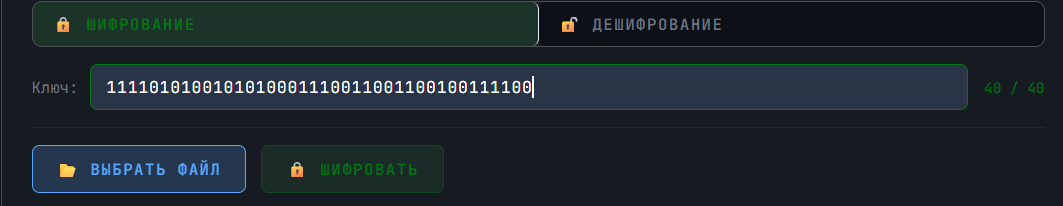 ШИФРОВАНИЕ ДЕШИФРОВАНИЕ
Ключ: 1111010100101010001110011001100100111100 40 / 40
ВЫБРАТЬ ФАЙЛ ШИФРОВАТЬ